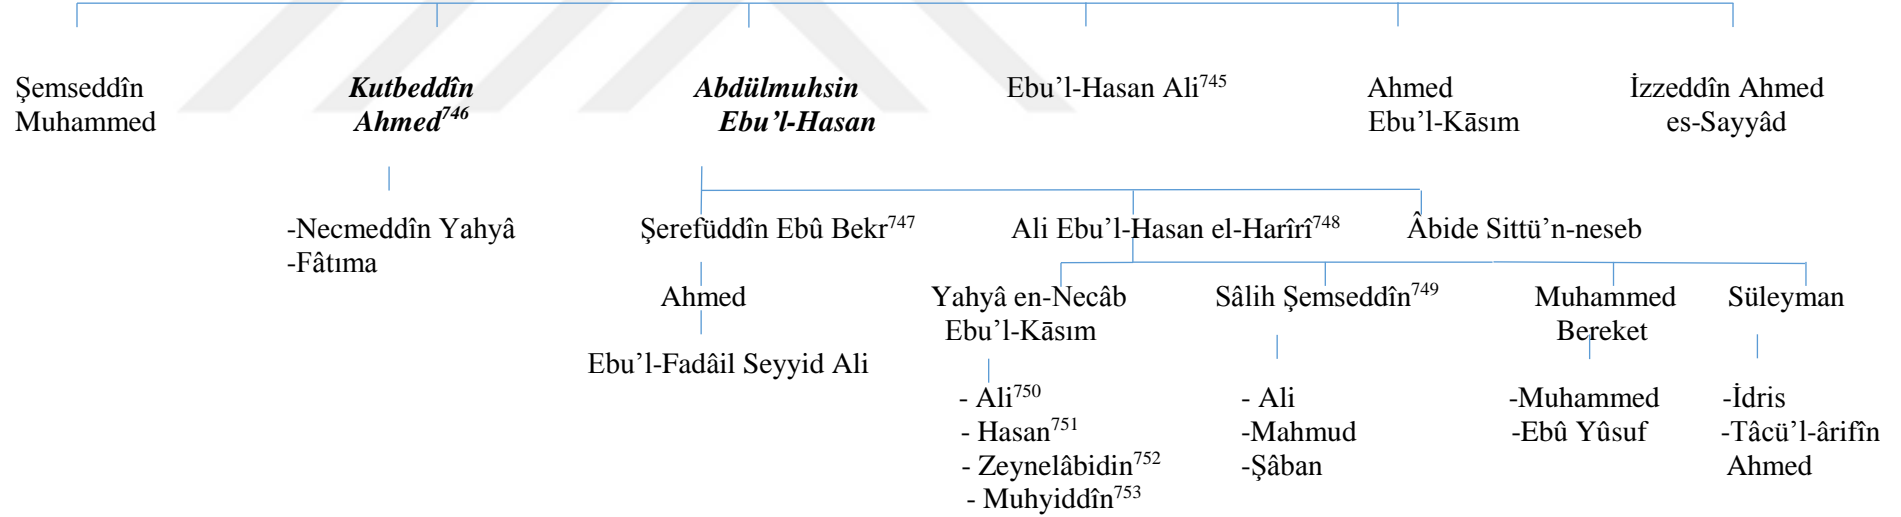 Şemseddîn
Muhammed
Kutbeddîn
Ahmed746
Abdülmuhsin
Ebu’l-Hasan
Ebu’l-Hasan Ali745
Ahmed
Ebu’l-Kāsım
İzzeddîn Ahmed
es-Sayyâd
-Necmeddîn Yahyâ
-Fâtıma
Şerefüddîn Ebû Bekr747
Ali Ebu’l-Hasan el-Harîrî748
Âbide Sittü’n-neseb
Ahmed
Ebu’l-Fadâil Seyyid Ali
Yahyâ en-Necâb
Ebu’l-Kāsım
Sâlih Şemseddîn749
Muhammed
Bereket
Süleyman
- Ali750
- Hasan751
- Zeynelâbidin752
- Muhyiddîn753
- Ali
-Mahmud
-Şâban
-Muhammed
-Ebû Yûsuf
-İdris
-Tâcü’l-ârifîn
Ahmed